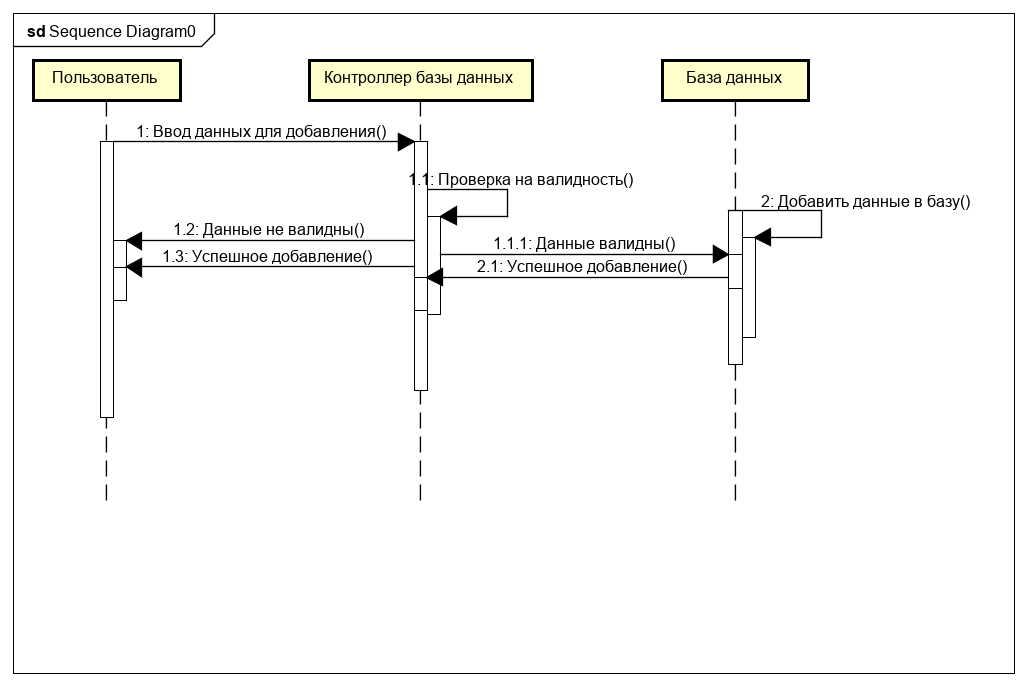 sd Sequence Diagram0
Пользователь
Контроллер базы данных
База данных
1: Ввод данных для добавления()
1.1: Проверка на валидность()
2: Добавить данные в базу()
1.2: Данные не валидны()
1.1.1: Данные валидны()
1.3: Успешное добавление()
2.1: Успешное добавление()